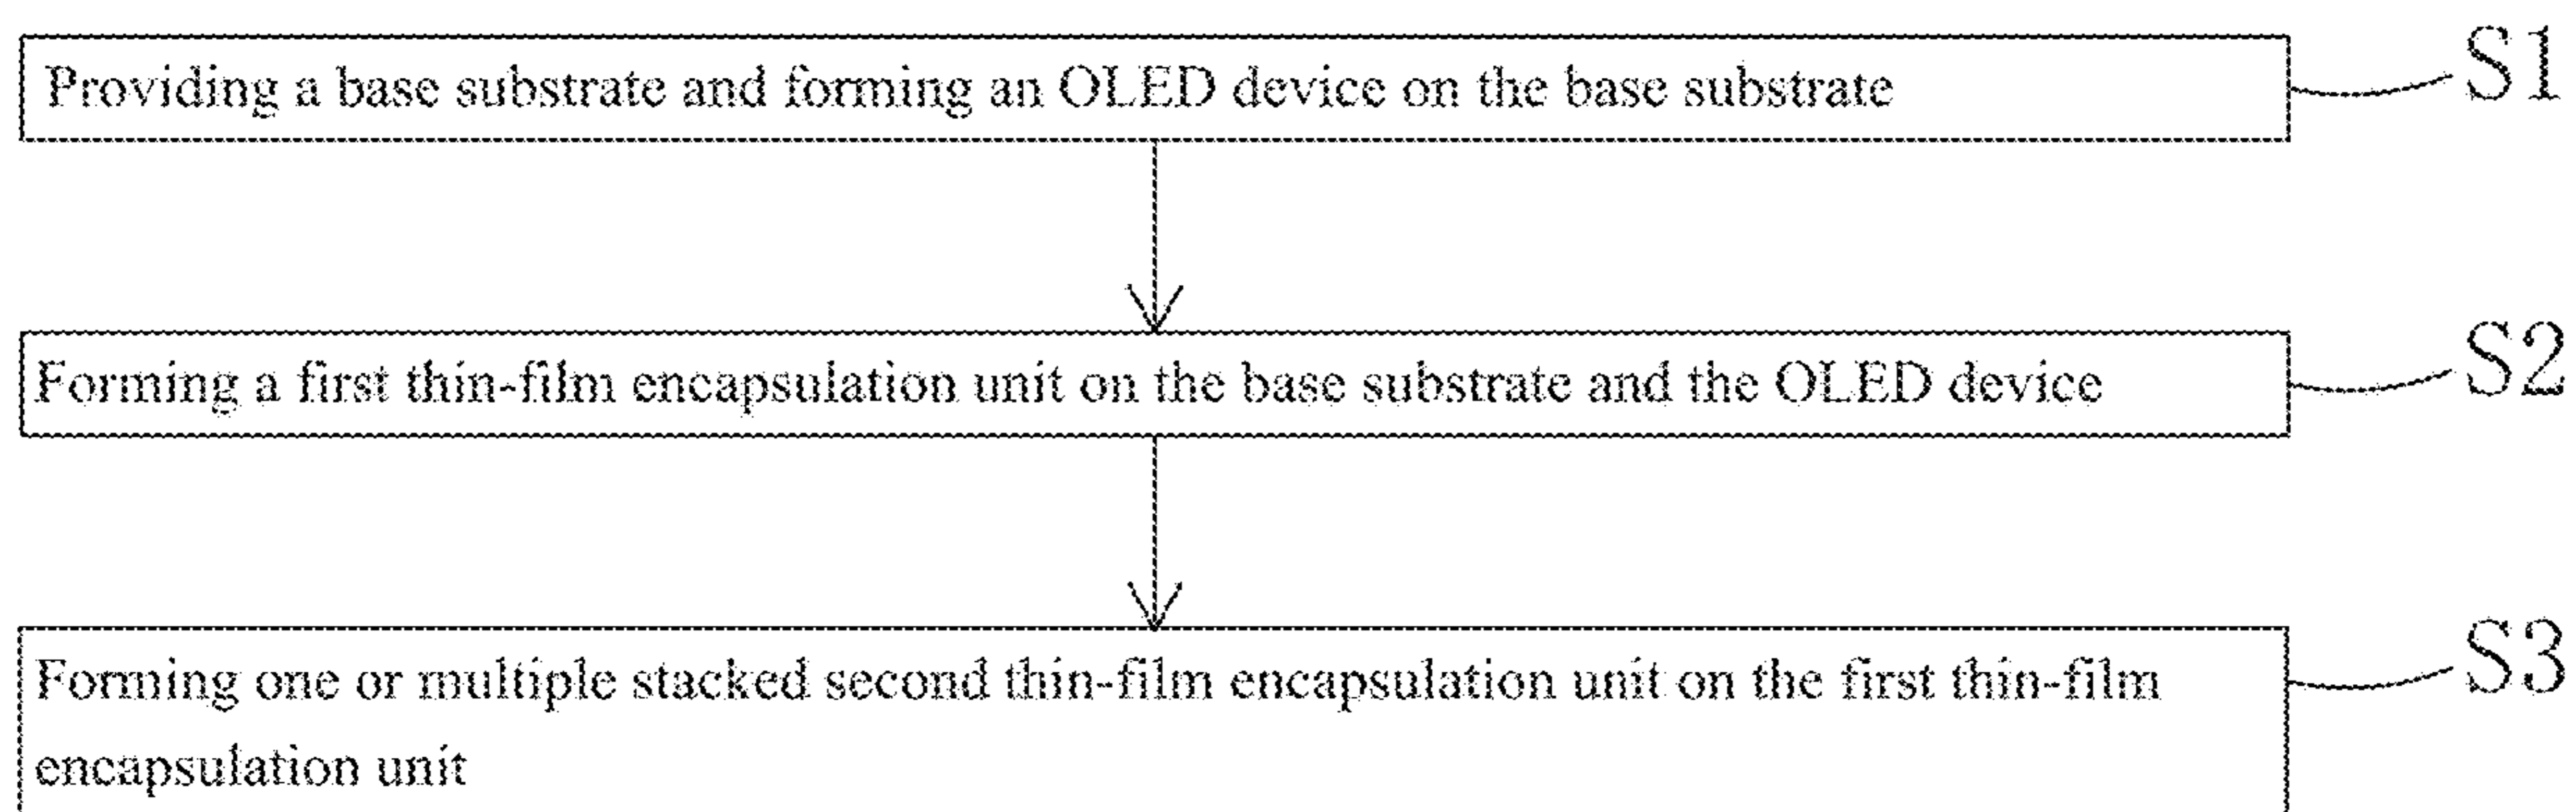 Providing a base substrate and forming an OLED device on the base substrate
S1
Forming a first thin-film encapsulation unit on the base substrate and the OLED device
S2
Forming one or multiple stacked second thin-film encapsulation unit on the first thin-film
encapsulation unit
S3